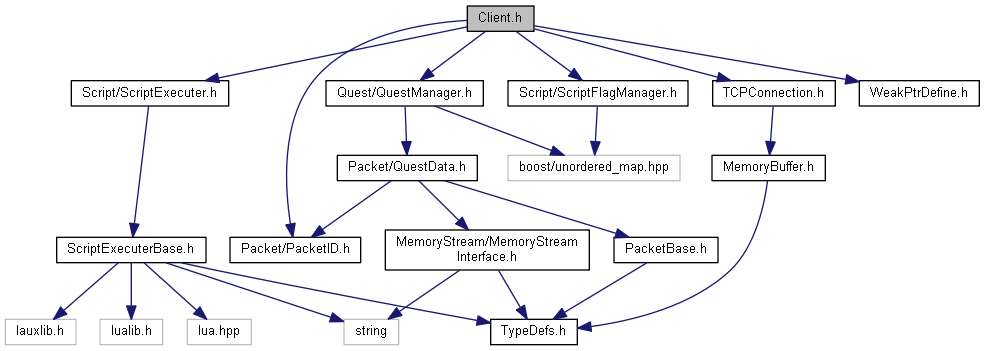 Client.h
Script/ScriptExecuter.h
Quest/QuestManager.h
Script/ScriptFlagManager.h
TCPConnection.h
WeakPtrDefine.h
Packet/QuestData.h
boost/unordered_map.hpp
MemoryBuffer.h
ScriptExecuterBase.h
Packet/PacketID.h
MemoryStream/MemoryStream
Interface.h
PacketBase.h
lauxlib.h
lualib.h
lua.hpp
string
TypeDefs.h